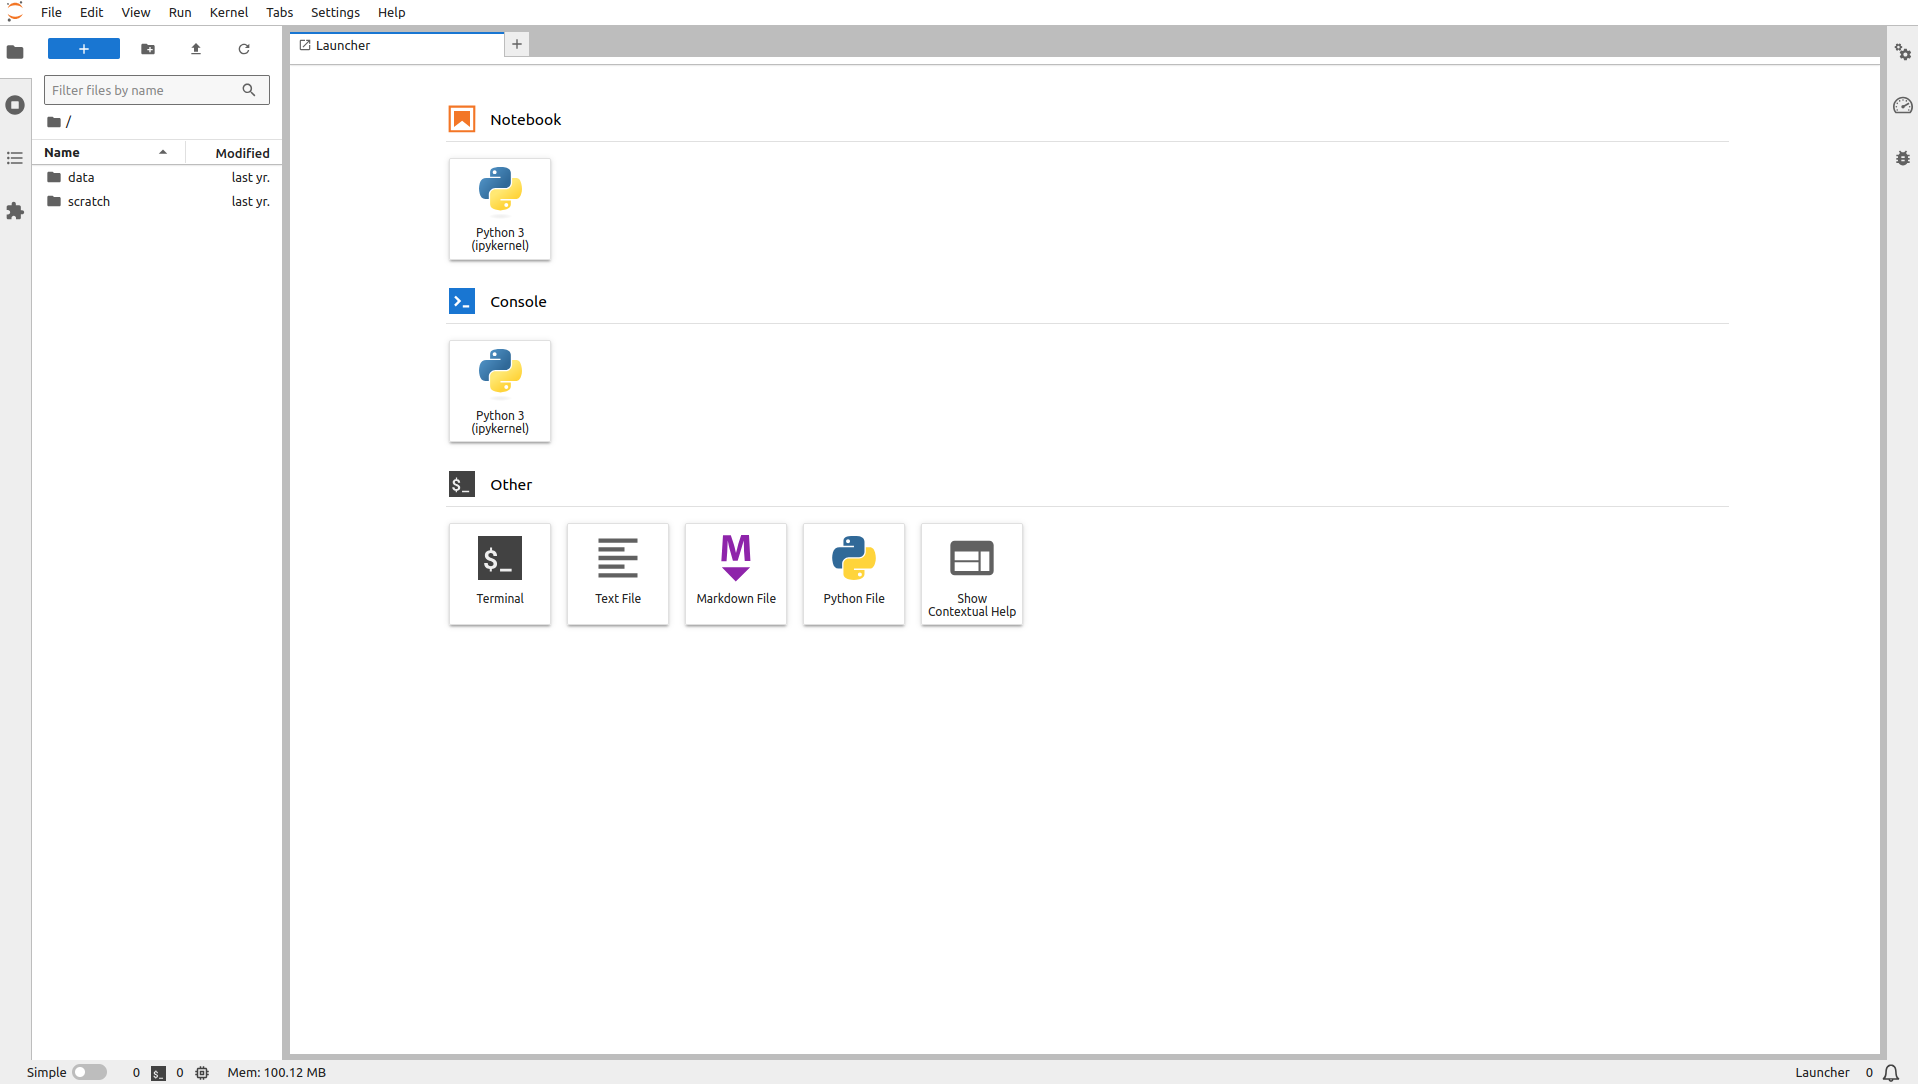 File Edit View Run Kernel Tabs Settings Help
Launcher
Filter files by name
/
Name Modified
data last yr.
scratch last yr.
Notebook
Python 3
(ipykernel)
Console
Python 3
(ipykernel)
$_ Other
$_
Terminal
Text File
Markdown File
Python File
Show
Contextual Help
Simple 0 $_ 0 Mem: 100.12 MB Launcher 0